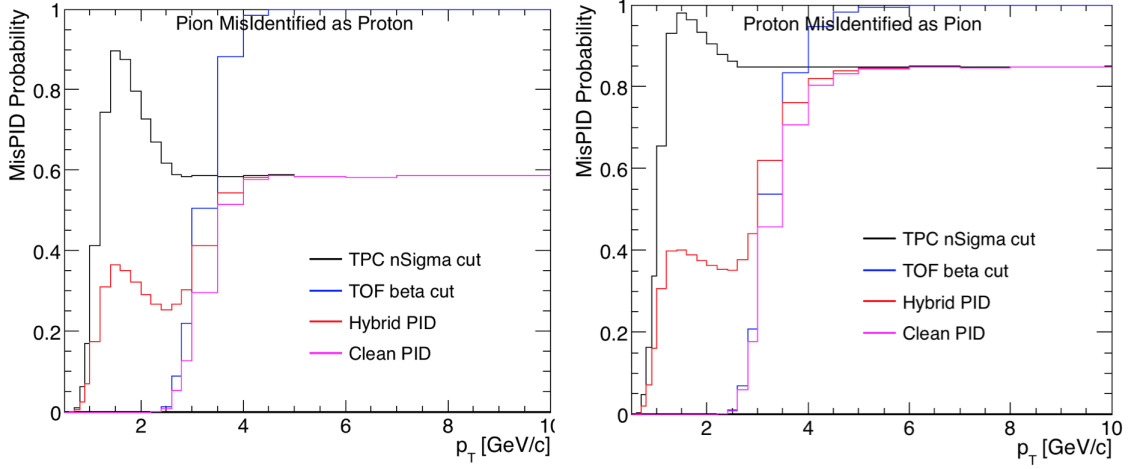 Pion MisIdentified as Proton
MisPID Probability
1
0.8
0.6
0.4
0.2
0
TPC nSigma cut
TOF beta cut
Hybrid PID
Clean PID
2 4 6 8 10
p_T [GeV/c]
Proton MisIdentified as Pion
MisPID Probability
1
0.8
0.6
0.4
0.2
0
TPC nSigma cut
TOF beta cut
Hybrid PID
Clean PID
2 4 6 8 10
p_T [GeV/c]